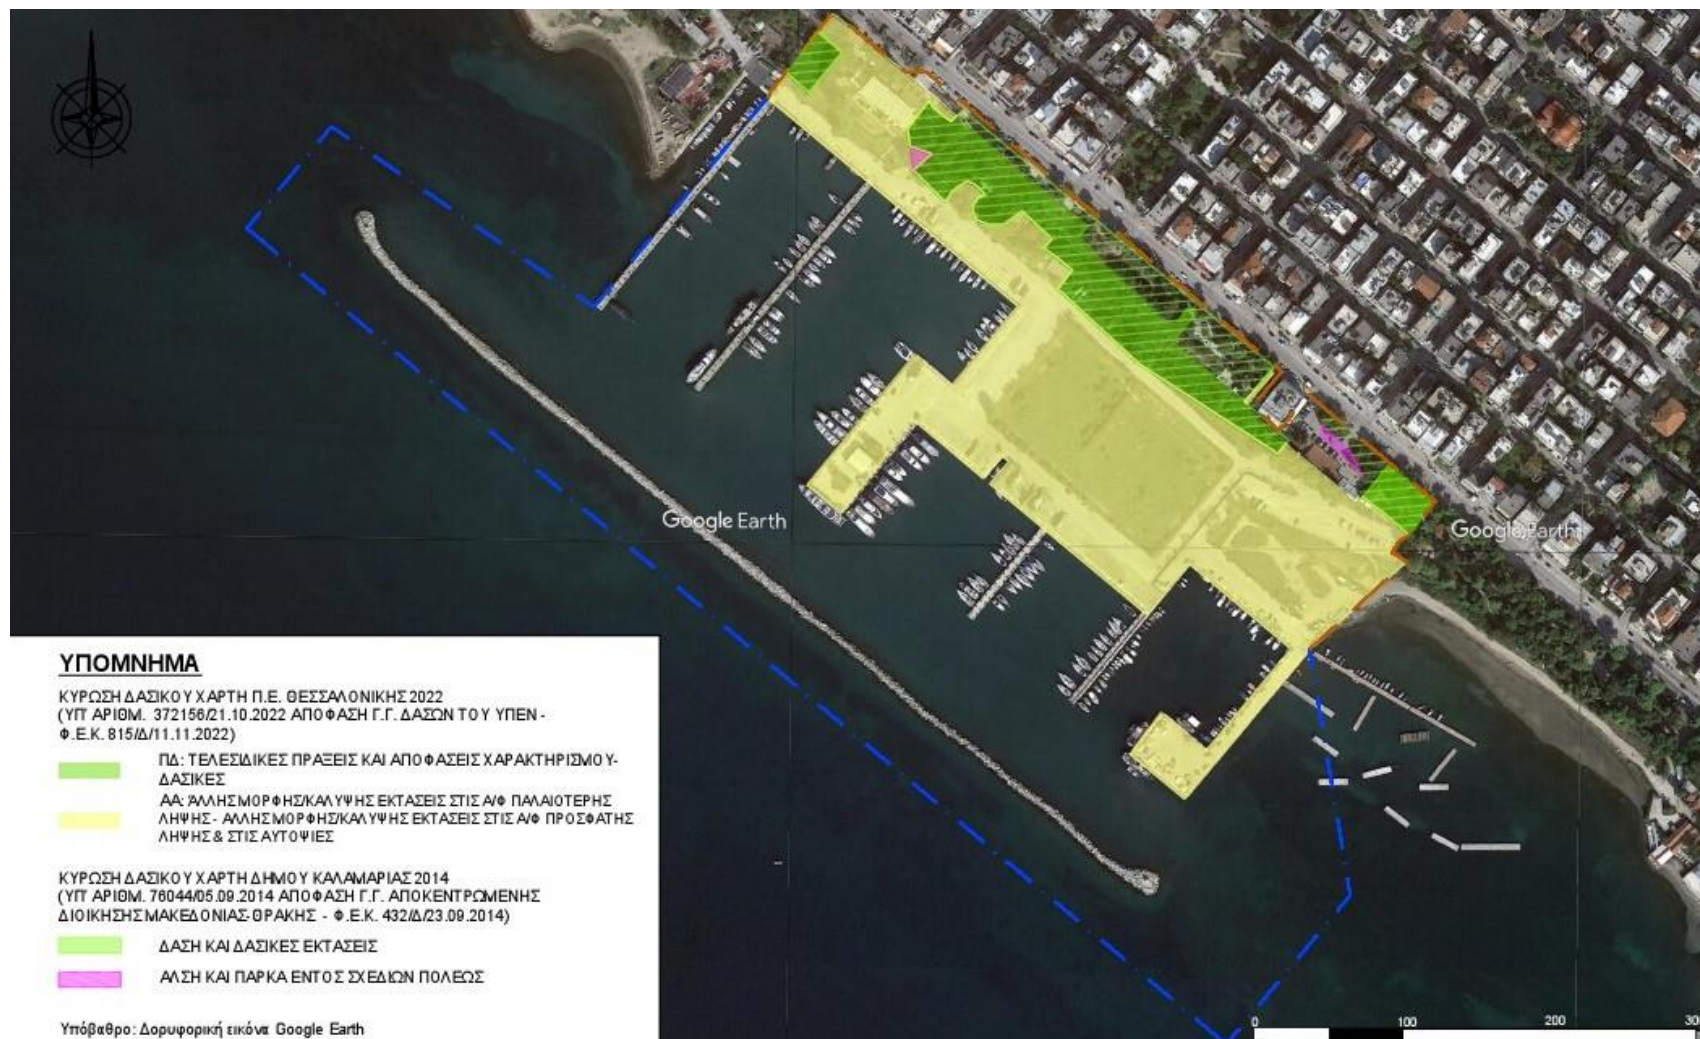 Google Earth
Google Earth
ΥΠΟΜΝΗΜΑ
ΚΥΡΩΣΗ ΔΑΣΙΚΟΥ ΧΑΡΤΗ Π.Ε. ΘΕΣΣΑΛΟΝΙΚΗΣ 2022
(ΥΠ' ΑΡΙΘΜ. 372156/21.10.2022 ΑΠΟΦΑΣΗ Γ.Γ. ΔΑΣΩΝ ΤΟΥ ΥΠΕΝ -
Φ.Ε.Κ. 815/Δ/11.11.2022)
ΠΔ: ΤΕΛΕΣΙΔΙΚΕΣ ΠΡΑΞΕΙΣ ΚΑΙ ΑΠΟΦΑΣΕΙΣ ΧΑΡΑΚΤΗΡΙΣΜΟΥ-
ΔΑΣΙΚΕΣ
ΑΑ: ΆΛΛΗΣ ΜΟΡΦΗΣ/ΚΑΛΥΨΗΣ ΕΚΤΑΣΕΙΣ ΣΤΙΣ Α/Φ ΠΑΛΑΙΟΤΕΡΗΣ
ΛΗΨΗΣ - ΑΛΛΗΣ ΜΟΡΦΗΣ/ΚΑΛΥΨΗΣ ΕΚΤΑΣΕΙΣ ΣΤΙΣ Α/Φ ΠΡΟΣΦΑΤΗΣ
ΛΗΨΗΣ & ΣΤΙΣ ΑΥΤΟΨΙΕΣ
ΚΥΡΩΣΗ ΔΑΣΙΚΟΥ ΧΑΡΤΗ ΔΗΜΟΥ ΚΑΛΑΜΑΡΙΑΣ 2014
(ΥΠ' ΑΡΙΘΜ. 76044/05.09.2014 ΑΠΟΦΑΣΗ Γ.Γ. ΑΠΟΚΕΝΤΡΩΜΕΝΗΣ
ΔΙΟΙΚΗΣΗΣ ΜΑΚΕΔΟΝΙΑΣ-ΘΡΑΚΗΣ - Φ.Ε.Κ. 432/Δ/23.09.2014)
ΔΑΣΗ ΚΑΙ ΔΑΣΙΚΕΣ ΕΚΤΑΣΕΙΣ
ΑΛΣΗ ΚΑΙ ΠΑΡΚΑ ΕΝΤΟΣ ΣΧΕΔΙΩΝ ΠΟΛΕΩΣ
Υπόβαθρο: Δορυφορική εικόνα Google Earth
0 100 200